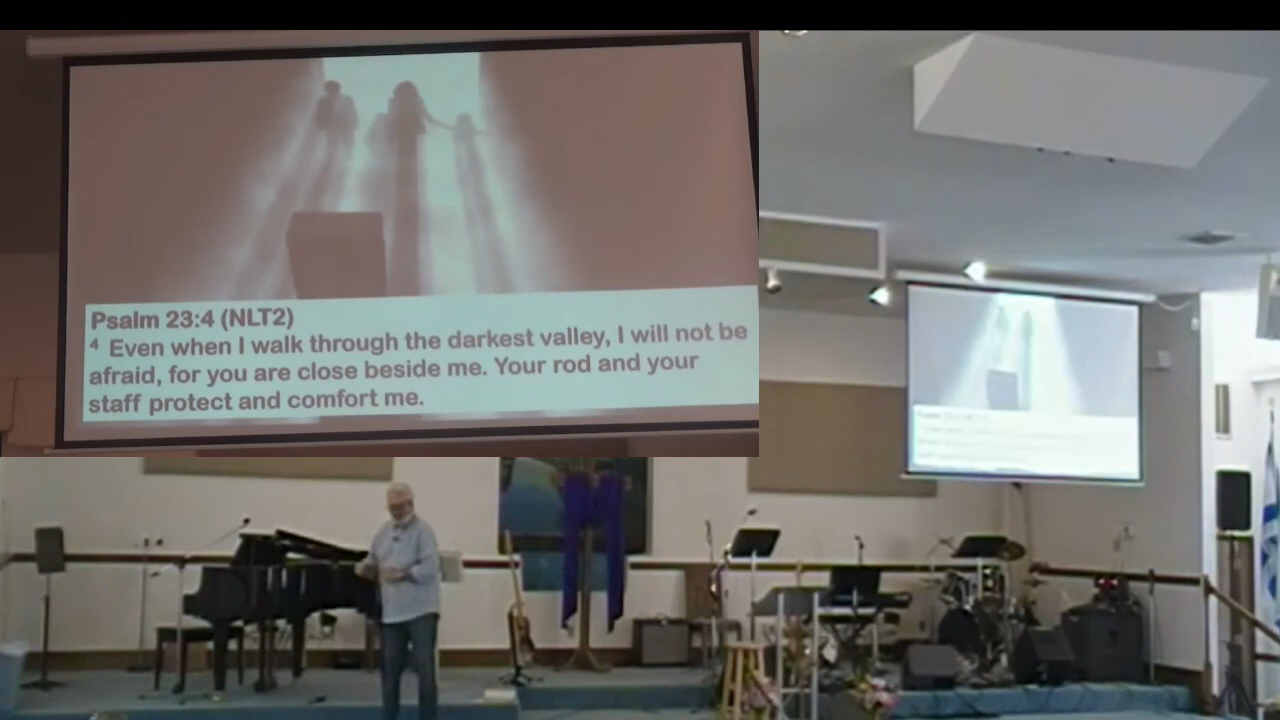 Psalm 23:4 (NLT2)
4 Even when I walk through the darkest valley, I will not be
afraid, for you are close beside me. Your rod and your
staff protect and comfort me.